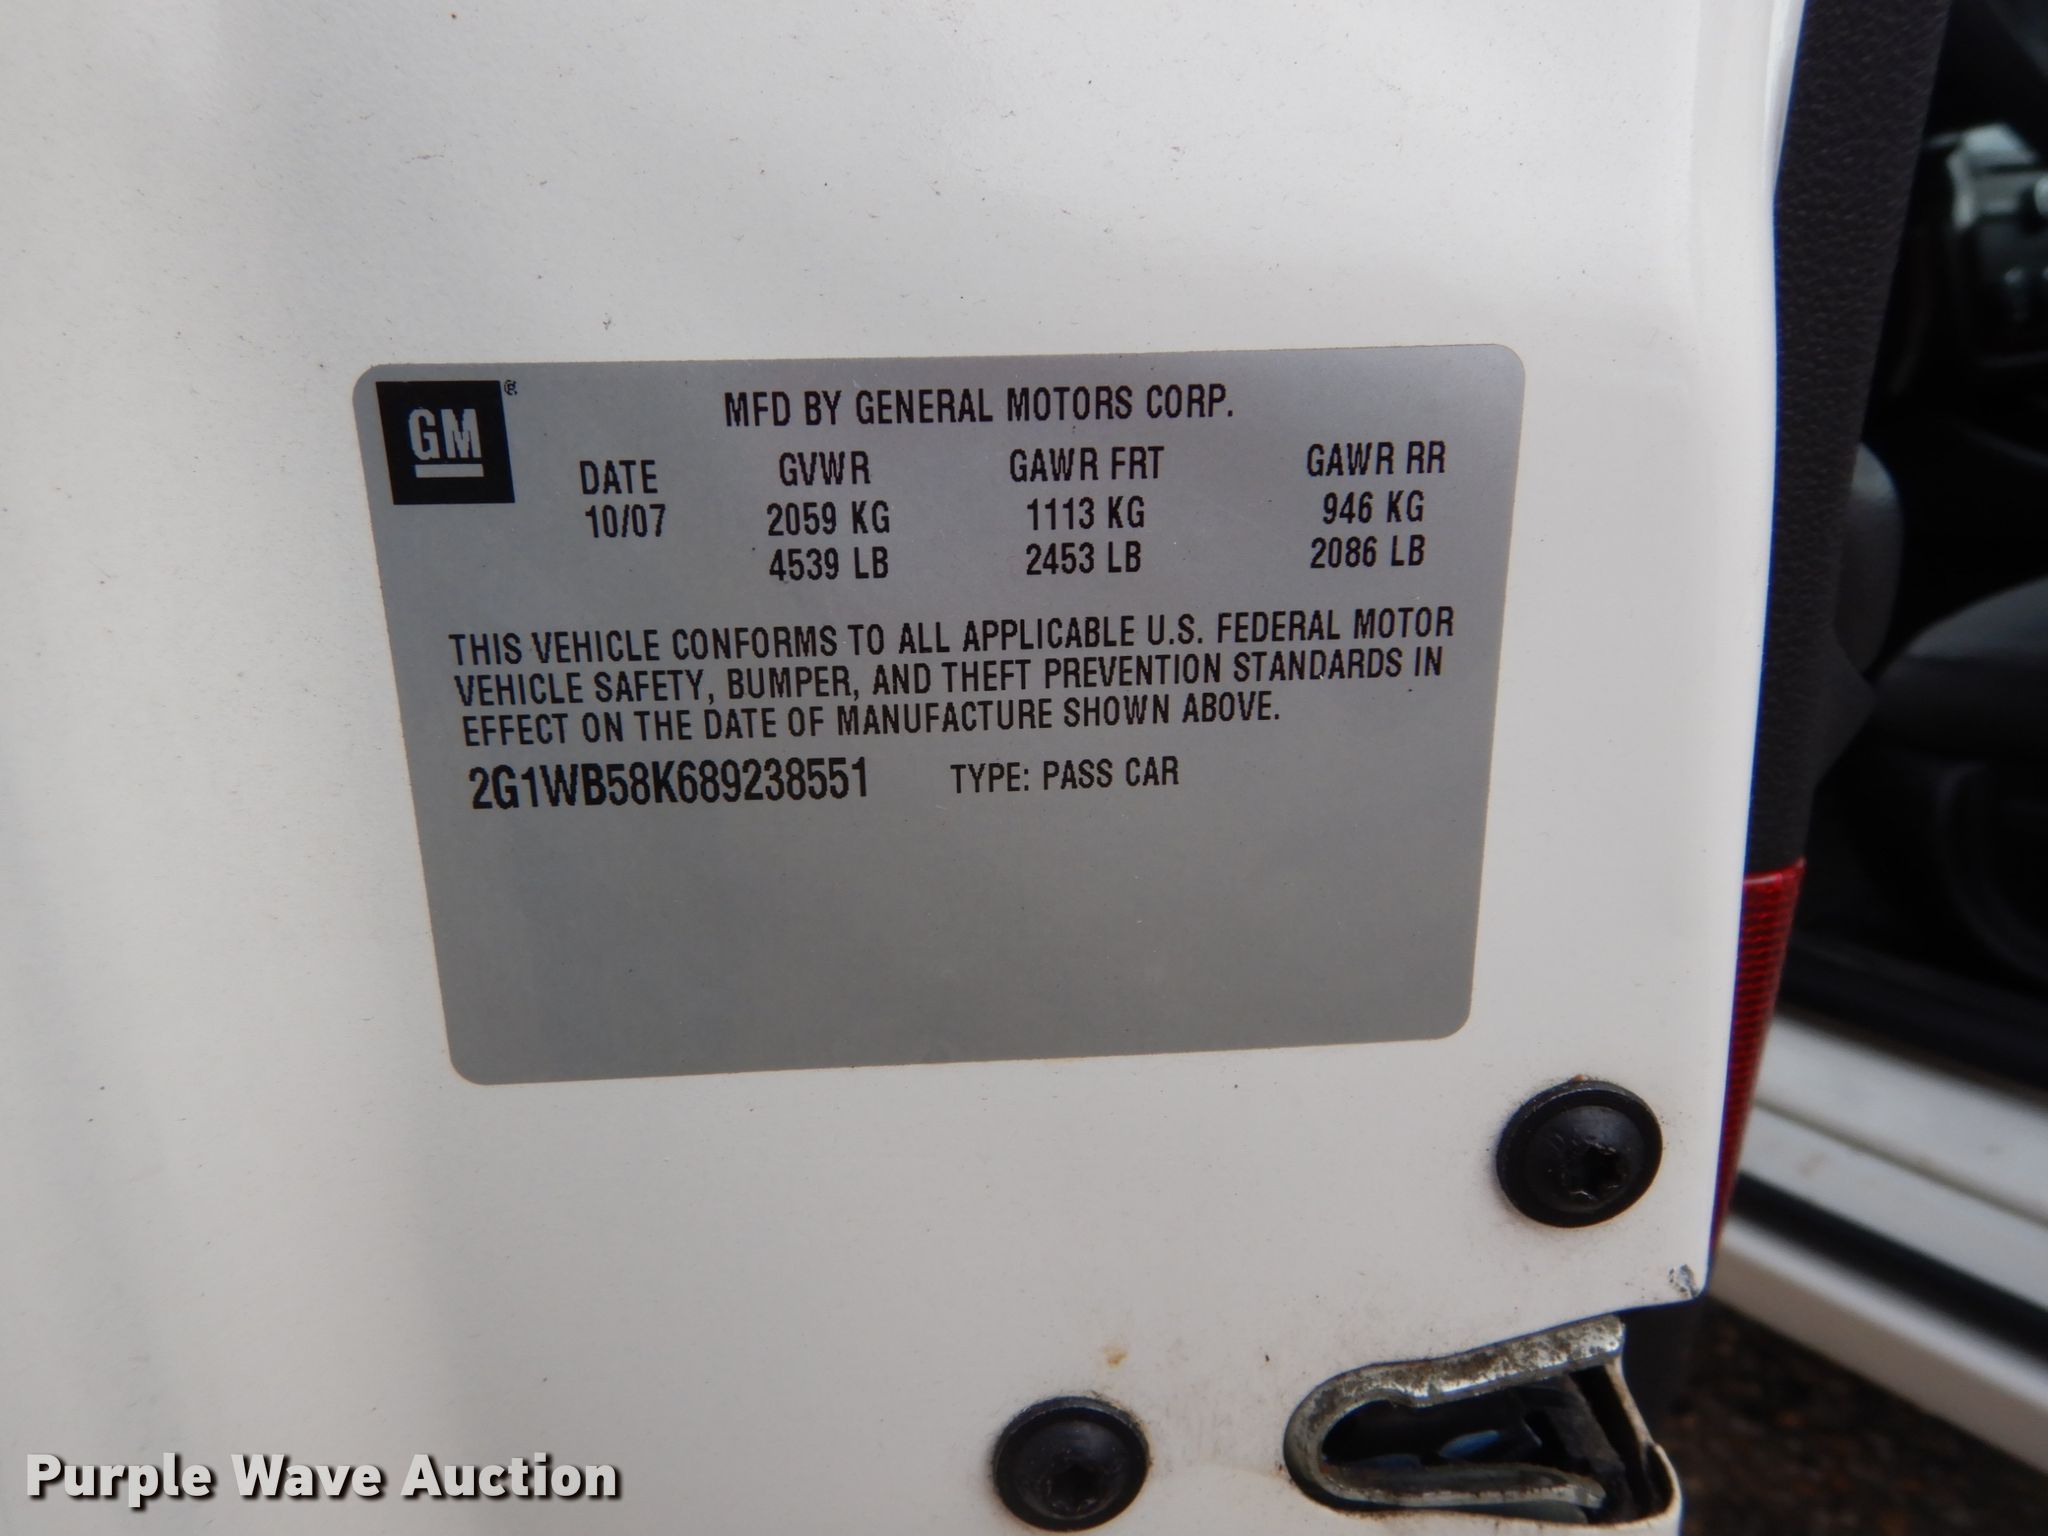 GM®
MFD BY GENERAL MOTORS CORP.
DATE GVWR GAWR FRT GAWR RR
10/07 2059 KG 1113 KG 946 KG
4539 LB 2453 LB 2086 LB
THIS VEHICLE CONFORMS TO ALL APPLICABLE U.S. FEDERAL MOTOR
VEHICLE SAFETY, BUMPER, AND THEFT PREVENTION STANDARDS IN
EFFECT ON THE DATE OF MANUFACTURE SHOWN ABOVE.
2G1WB58K689238551 TYPE: PASS CAR
Purple Wave Auction